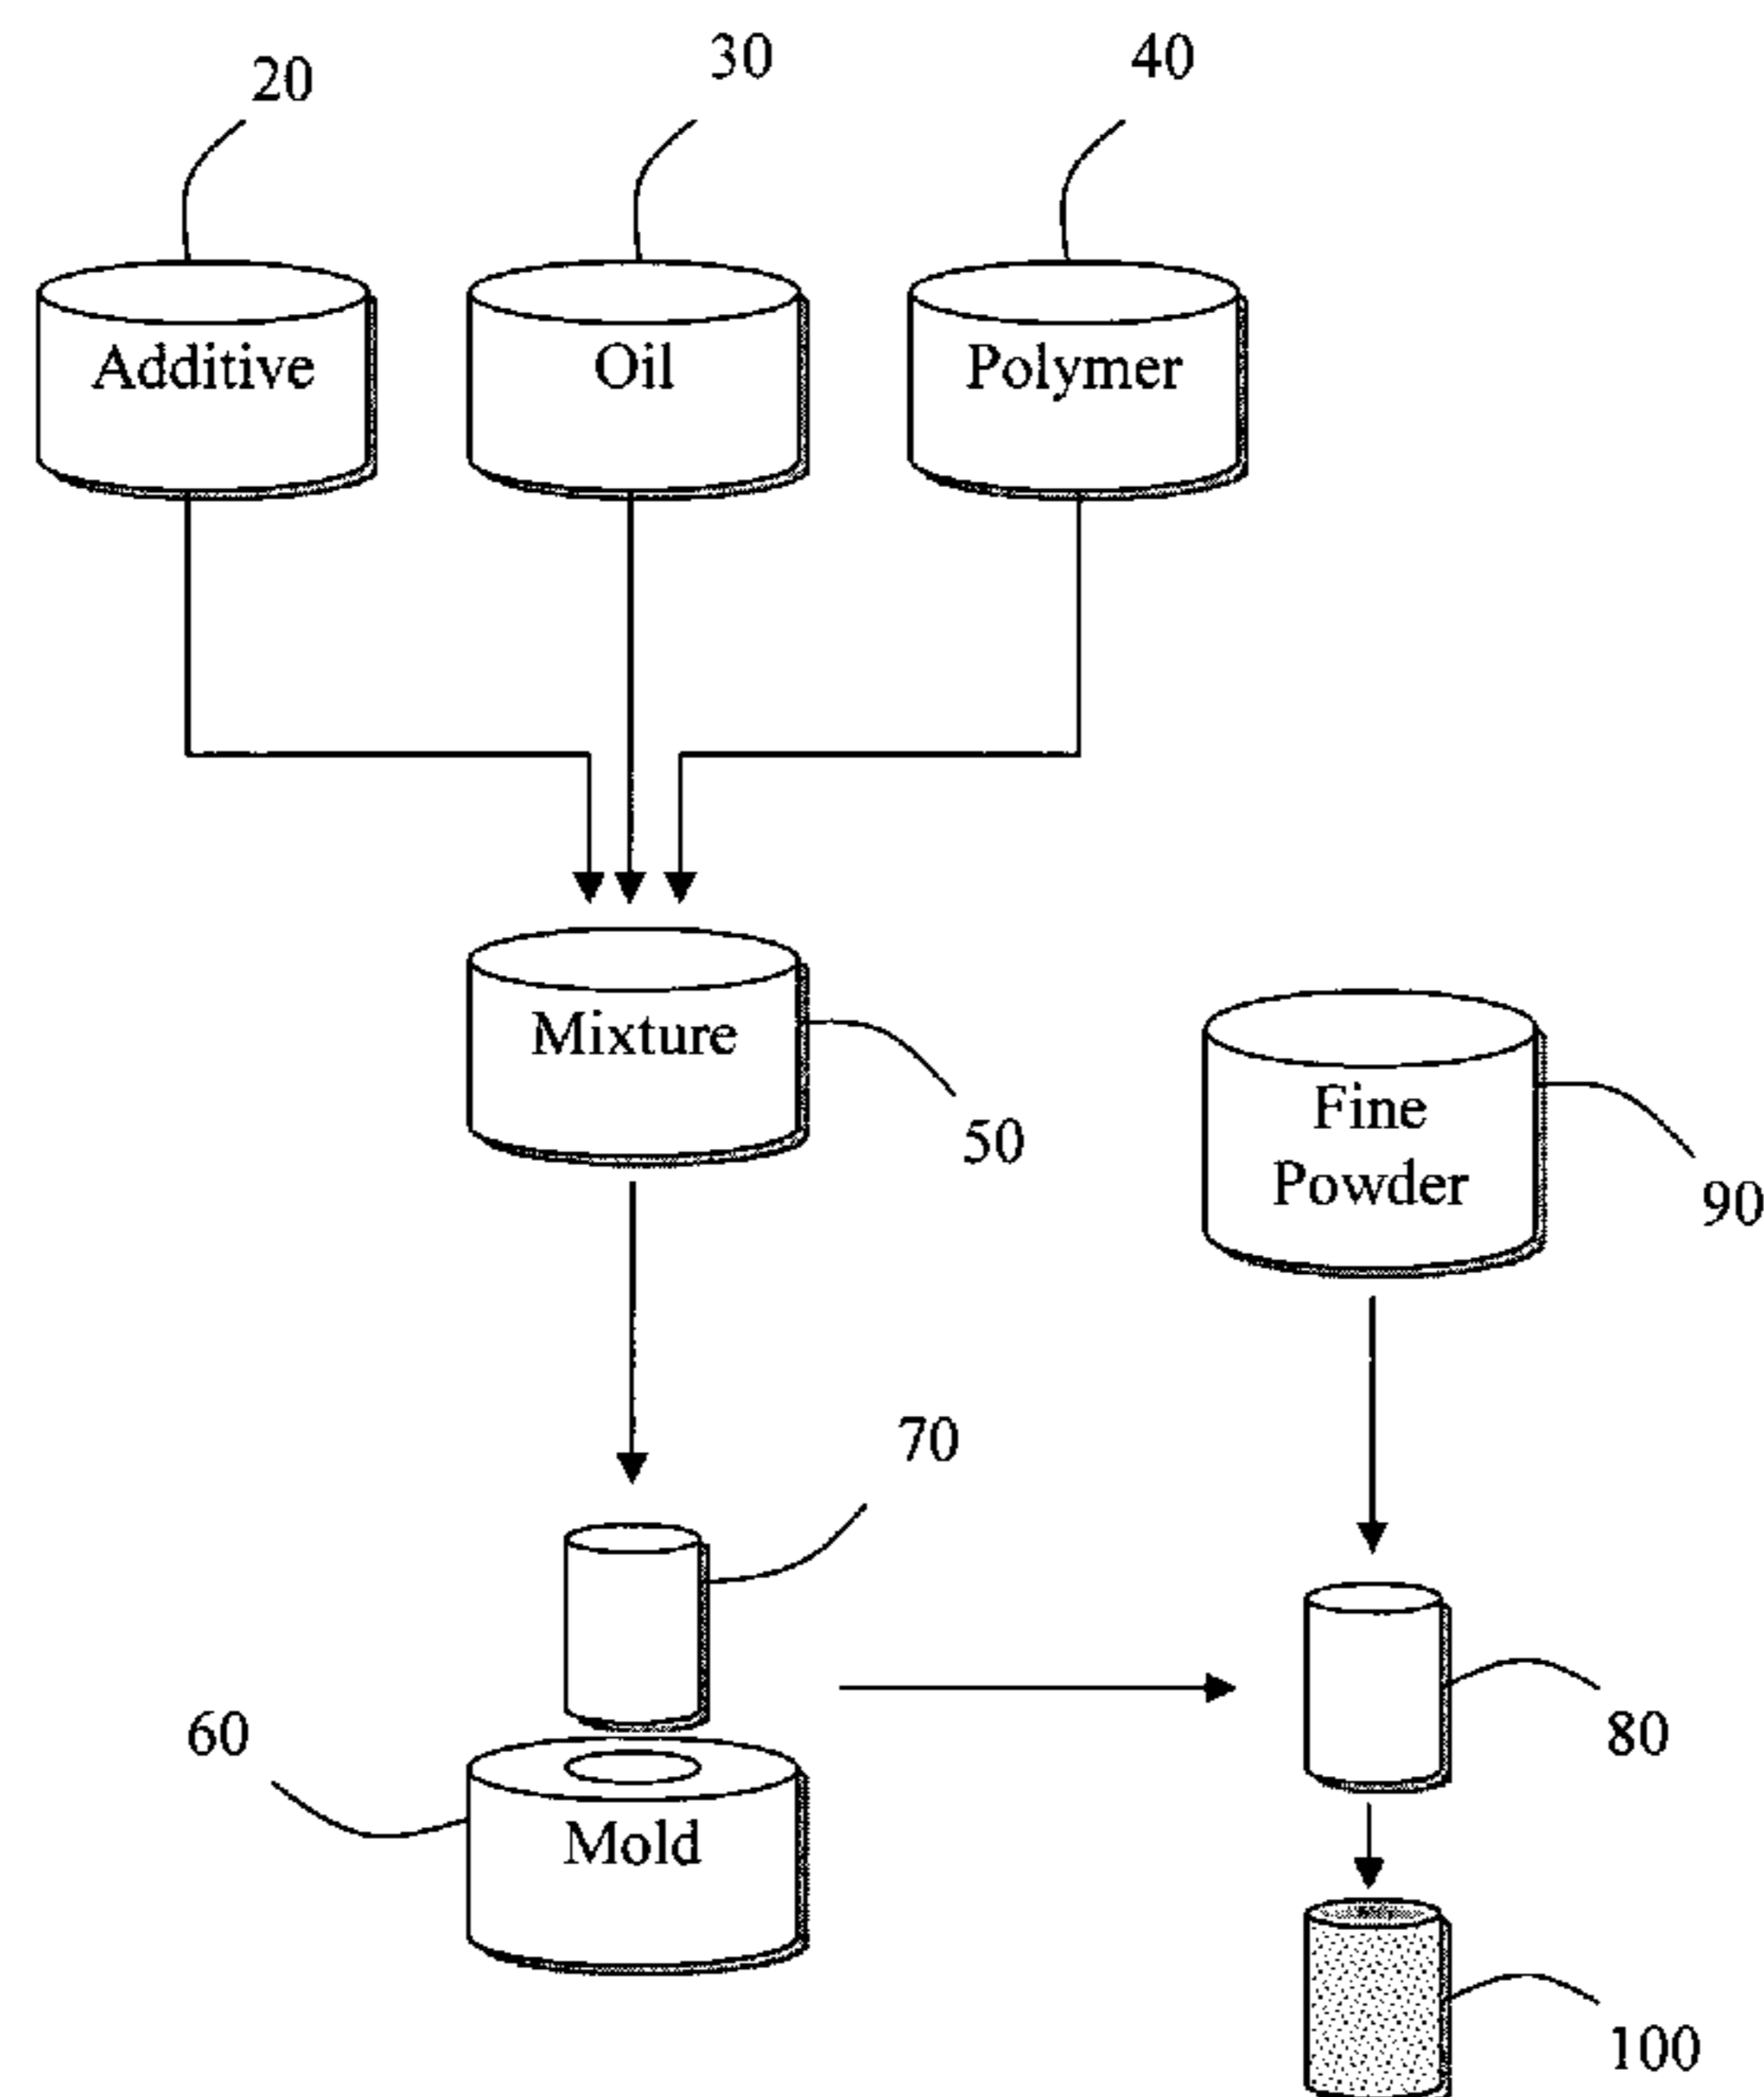 20
30
40
Additive
Oil
Polymer
Mixture
50
Fine
Powder
90
70
60
Mold
80
100